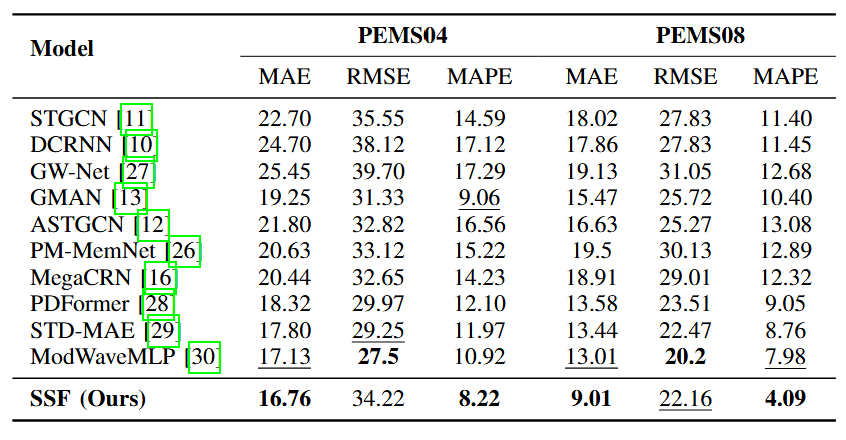 Model PEMS04 PEMS08
MAE RMSE MAPE MAE RMSE MAPE
STGCN [11] 22.70 35.55 14.59 18.02 27.83 11.40
DCRNN [10] 24.70 38.12 17.12 17.86 27.83 11.45
GW-Net [27] 25.45 39.70 17.29 19.13 31.05 12.68
GMAN [13] 19.25 31.33 9.06 15.47 25.72 10.40
ASTGCN [12] 21.80 32.82 16.56 16.63 25.27 13.08
PM-MemNet [26] 20.63 33.12 15.22 19.5 30.13 12.89
MegaCRN [16] 20.44 32.65 14.23 18.91 29.01 12.32
PDFormer [28] 18.32 29.97 12.10 13.58 23.51 9.05
STD-MAE [29] 17.80 29.25 11.97 13.44 22.47 8.76
ModWaveMLP [30] 17.13 27.5 10.92 13.01 20.2 7.98
SSF (Ours) 16.76 34.22 8.22 9.01 22.16 4.09